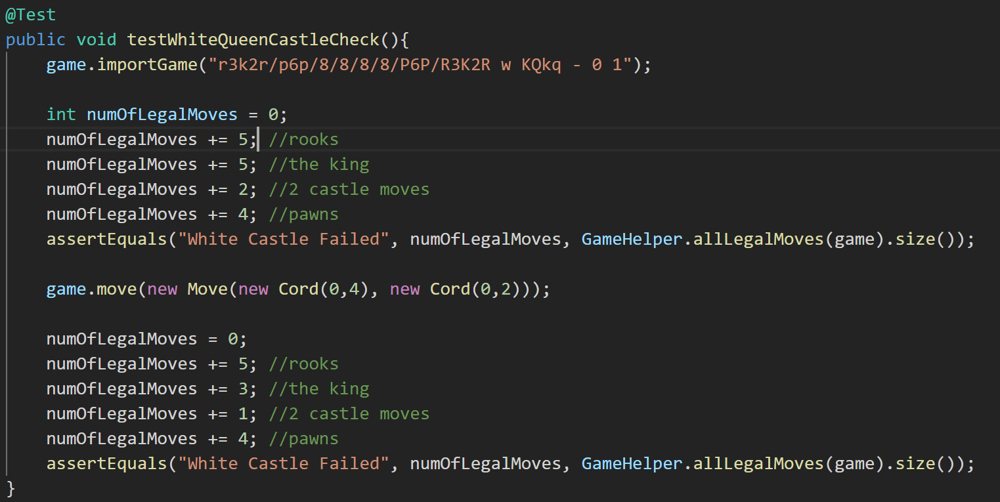 @Test
public void testWhiteQueenCastleCheck(){
game.importGame("r3k2r/p6p/8/8/8/8/P6P/R3K2R w KQkq - 0 1");
int numOfLegalMoves = 0;
numOfLegalMoves += 5; //rooks
numOfLegalMoves += 5; //the king
numOfLegalMoves += 2; //2 castle moves
numOfLegalMoves += 4; //pawns
assertEquals("White Castle Failed", numOfLegalMoves, GameHelper.allLegalMoves(game).size());
game.move(new Move(new Cord(0,4), new Cord(0,2)));
numOfLegalMoves = 0;
numOfLegalMoves += 5; //rooks
numOfLegalMoves += 3; //the king
numOfLegalMoves += 1; //2 castle moves
numOfLegalMoves += 4; //pawns
assertEquals("White Castle Failed", numOfLegalMoves, GameHelper.allLegalMoves(game).size());
}